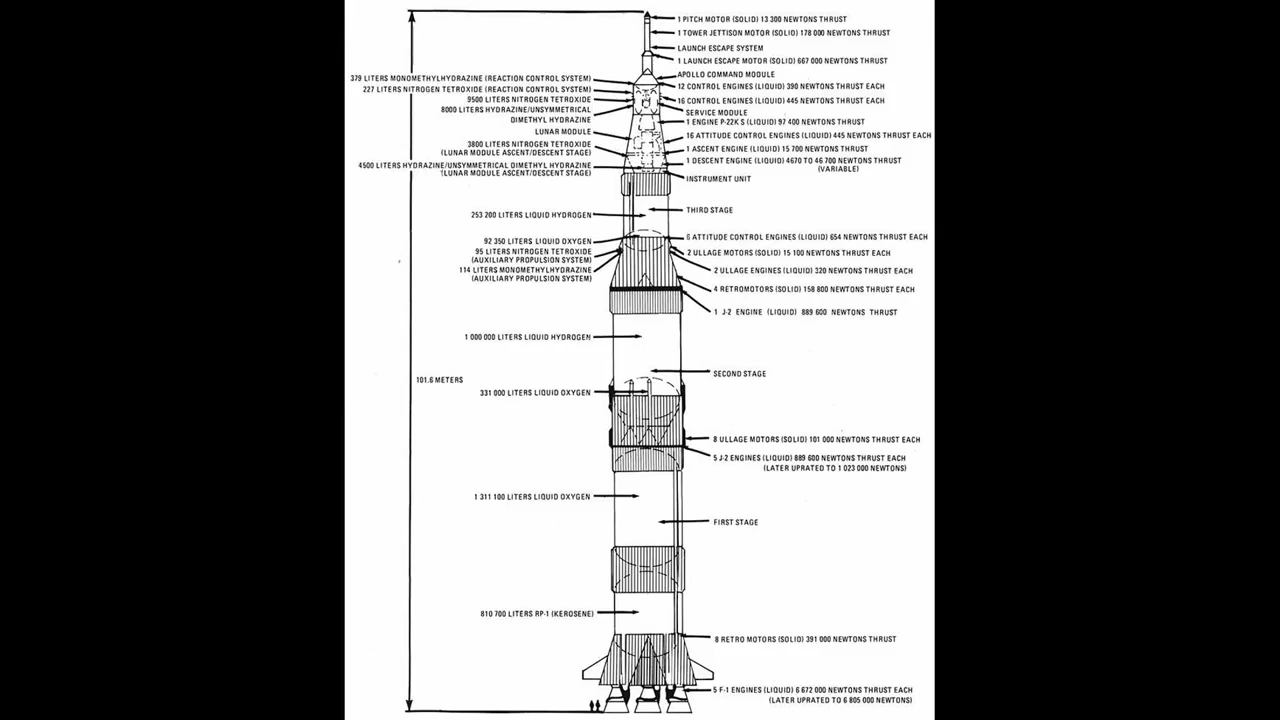 1 PITCH MOTOR (SOLID) 13 300 NEWTONS THRUST
1 TOWER JETTISON MOTOR (SOLID) 178 000 NEWTONS THRUST
LAUNCH ESCAPE SYSTEM
1 LAUNCH ESCAPE MOTOR (SOLID) 667 000 NEWTONS THRUST
APOLLO COMMAND MODULE
379 LITERS MONOMETHYLHYDRAZINE (REACTION CONTROL SYSTEM)
12 CONTROL ENGINES (LIQUID) 390 NEWTONS THRUST EACH
227 LITERS NITROGEN TETROXIDE (REACTION CONTROL SYSTEM)
9500 LITERS NITROGEN TETROXIDE
16 CONTROL ENGINES (LIQUID) 445 NEWTONS THRUST EACH
8000 LITERS HYDRAZINE/UNSYMMETRICAL
DIMETHYL HYDRAZINE
SERVICE MODULE
1 ENGINE P-22K S (LIQUID) 97 400 NEWTONS THRUST
LUNAR MODULE
16 ATTITUDE CONTROL ENGINES (LIQUID) 445 NEWTONS THRUST EACH
3800 LITERS NITROGEN TETROXIDE
(LUNAR MODULE ASCENT/DESCENT STAGE)
1 ASCENT ENGINE (LIQUID) 15 700 NEWTONS THRUST
1 DESCENT ENGINE (LIQUID) 4670 TO 46 700 NEWTONS THRUST
(VARIABLE)
4500 LITERS HYDRAZINE/UNSYMMETRICAL DIMETHYL HYDRAZINE
(LUNAR MODULE ASCENT/DESCENT STAGE)
INSTRUMENT UNIT
THIRD STAGE
253 200 LITERS LIQUID HYDROGEN
92 350 LITERS LIQUID OXYGEN
6 ATTITUDE CONTROL ENGINES (LIQUID) 654 NEWTONS THRUST EACH
95 LITERS NITROGEN TETROXIDE
(AUXILIARY PROPULSION SYSTEM)
2 ULLAGE MOTORS (SOLID) 15 100 NEWTONS THRUST EACH
114 LITERS MONOMETHYLHYDRAZINE
(AUXILIARY PROPULSION SYSTEM)
2 ULLAGE ENGINES (LIQUID) 320 NEWTONS THRUST EACH
4 RETROMOTORS (SOLID) 158 800 NEWTONS THRUST EACH
1 J-2 ENGINE (LIQUID) 889 600 NEWTONS THRUST
1 000 000 LITERS LIQUID HYDROGEN
SECOND STAGE
101.6 METERS
331 000 LITERS LIQUID OXYGEN
8 ULLAGE MOTORS (SOLID) 101 000 NEWTONS THRUST EACH
5 J-2 ENGINES (LIQUID) 889 600 NEWTONS THRUST EACH
(LATER UPRATED TO 1 023 000 NEWTONS)
1 311 100 LITERS LIQUID OXYGEN
FIRST STAGE
810 700 LITERS RP-1 (KEROSENE)
8 RETRO MOTORS (SOLID) 391 000 NEWTONS THRUST
5 F-1 ENGINES (LIQUID) 6 672 000 NEWTONS THRUST EACH
(LATER UPRATED TO 6 805 000 NEWTONS)